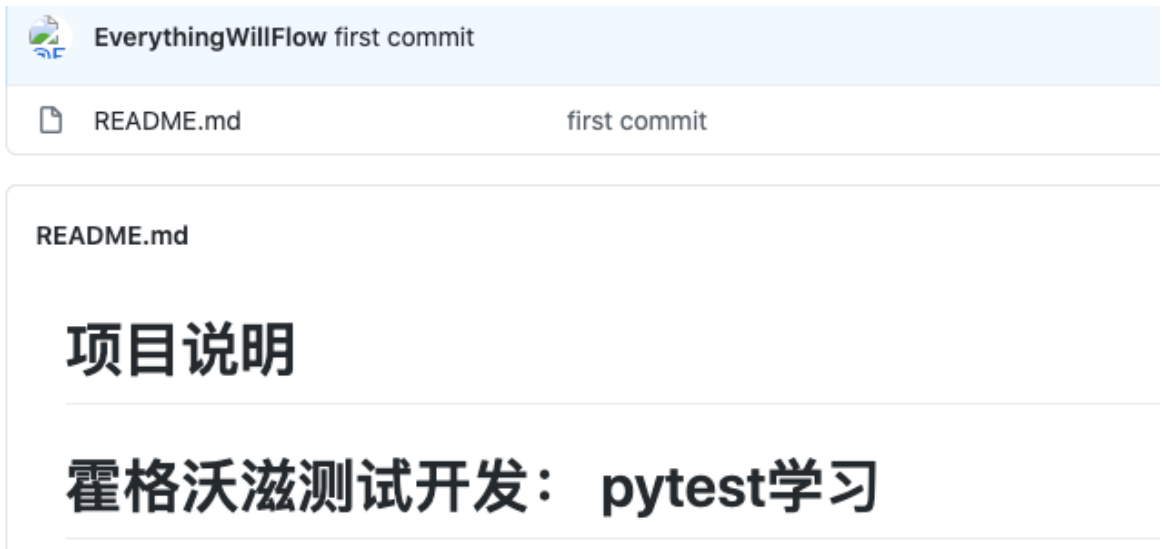 EverythingWillFlow first commit
README.md first commit
README.md
项目说明
霍格沃滋测试开发： pytest学习